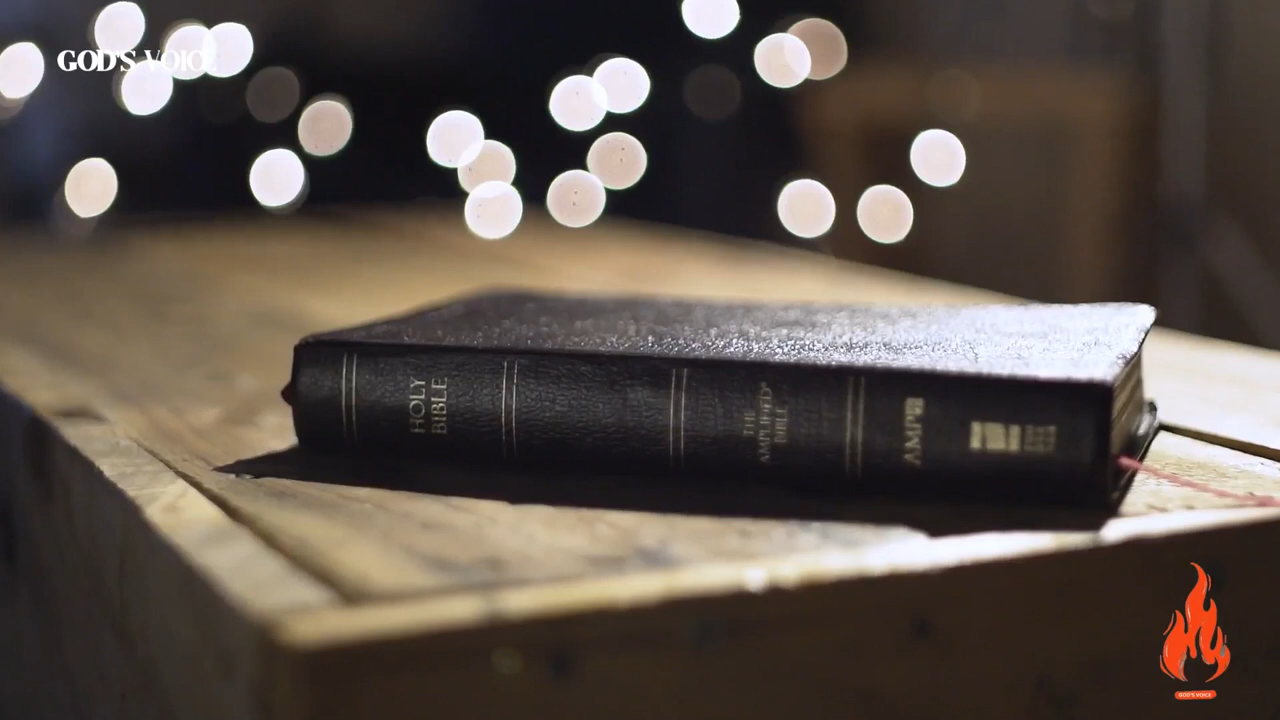 GOD'S VOICE
HOLY
BIBLE
THE
AMPLIFIED®
BIBLE
AMP
GOD'S VOICE